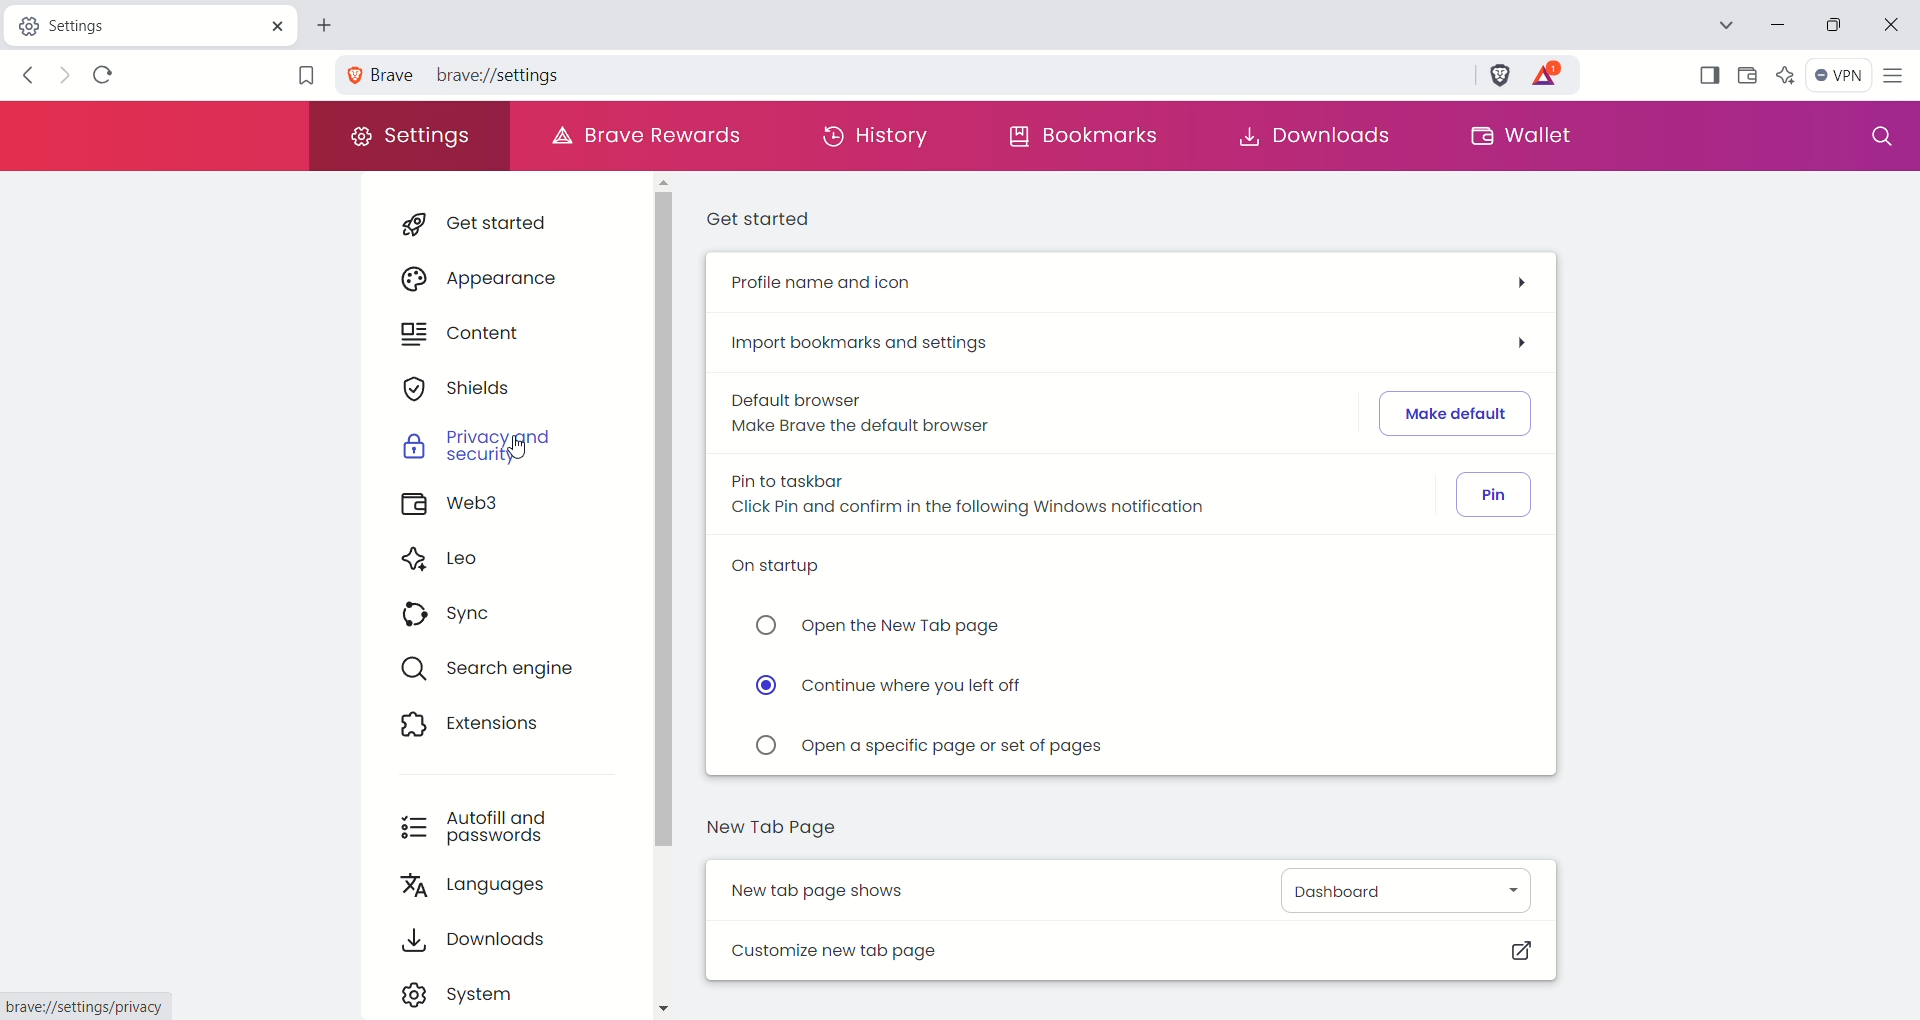 Settings
Brave brave://settings
1
VPN
Settings
Brave Rewards
History
Bookmarks
Downloads
Wallet
Get started
Appearance
Content
Shields
Privacy and
security
Web3
Leo
Sync
Search engine
Extensions
Autofill and
passwords
Languages
Downloads
System
Get started
Profile name and icon
Import bookmarks and settings
Default browser
Make Brave the default browser
Make default
Pin to taskbar
Click Pin and confirm in the following Windows notification
Pin
On startup
Open the New Tab page
Continue where you left off
Open a specific page or set of pages
New Tab Page
New tab page shows
Dashboard
Customize new tab page
brave://settings/privacy